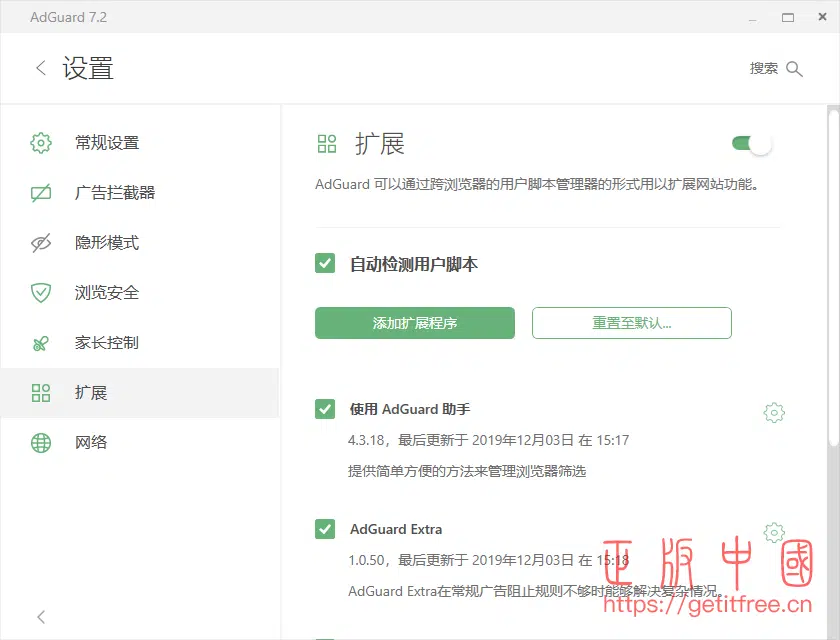 AdGuard 7.2
设置
搜索
常规设置
广告拦截器
隐形模式
浏览安全
家长控制
扩展
网络
扩展
AdGuard 可以通过跨浏览器的用户脚本管理器的形式用以扩展网站功能。
自动检测用户脚本
添加扩展程序
重置至默认...
使用 AdGuard 助手
4.3.18，最后更新于 2019年12月03日 在 15:17
提供简单方便的方法来管理浏览器筛选
AdGuard Extra
1.0.50，最后更新于 2019年12月03日 在 15:18
AdGuard Extra在常规广告阻止规则不够时能够解决复杂情况。
正版中國
https://getitfree.cn